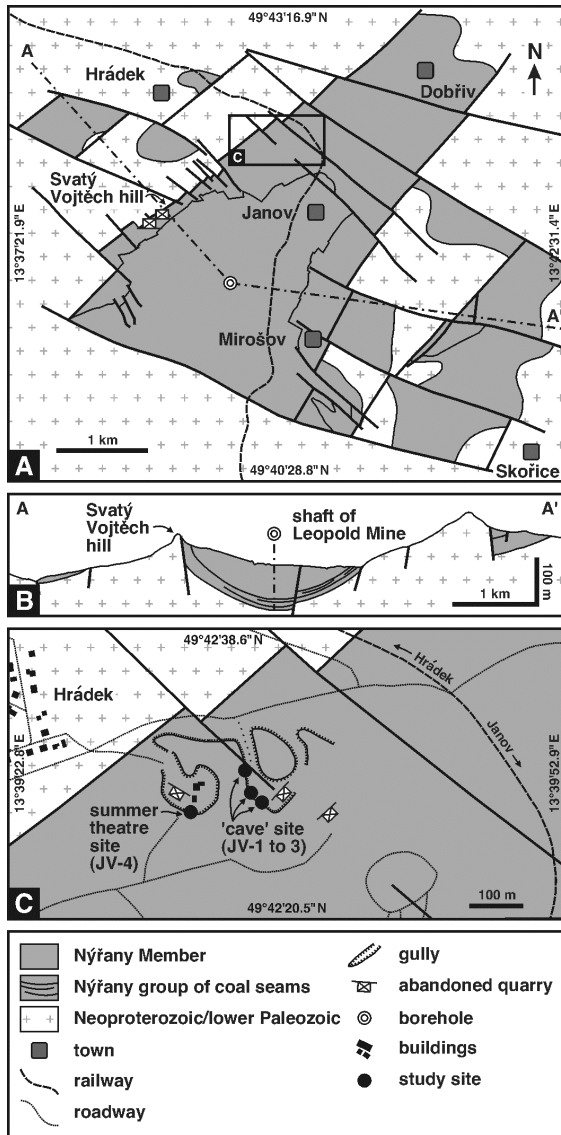 49°43'16.9" N
A
Hrádek
Dobřív
N
C
Svatý
Vojtěch hill
Janov
13°37'21.9" E
13°42'31.4" E
A'
Mirošov
1 km
A
49°40'28.8" N
Skořice
A
Svatý
Vojtěch
hill
shaft of
Leopold Mine
A'
B
1 km
100 m
49°42'38.6" N
Hrádek
Hrádek
Janov
13°39'22.8" E
13°39'52.9" E
summer
theatre
site
(JV-4)
'cave' site
(JV-1 to 3)
C
49°42'20.5" N
100 m
Nýřany Member
Nýřany group of coal seams
Neoproterozoic/lower Paleozoic
town
railway
roadway
gully
abandoned quarry
borehole
buildings
study site